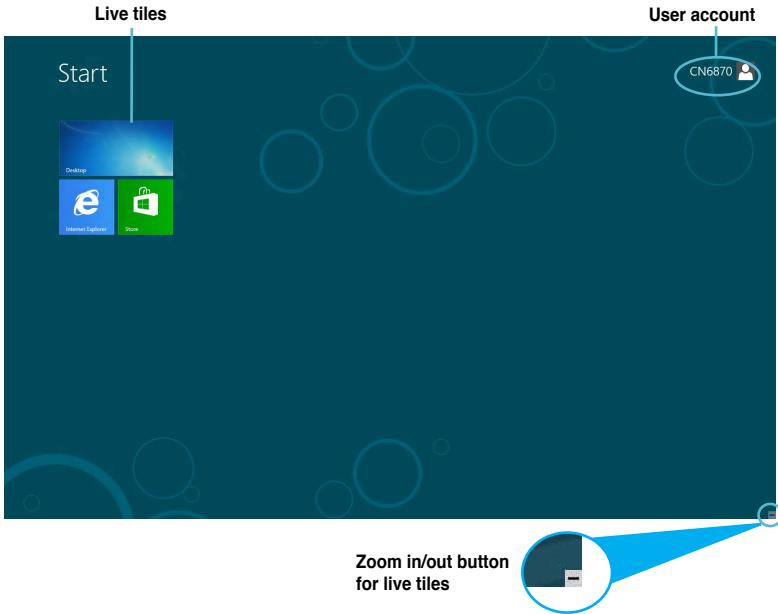 Live tiles
User account
Start
CN6870
Desktop
Internet Explorer
Store
Zoom in/out button
for live tiles